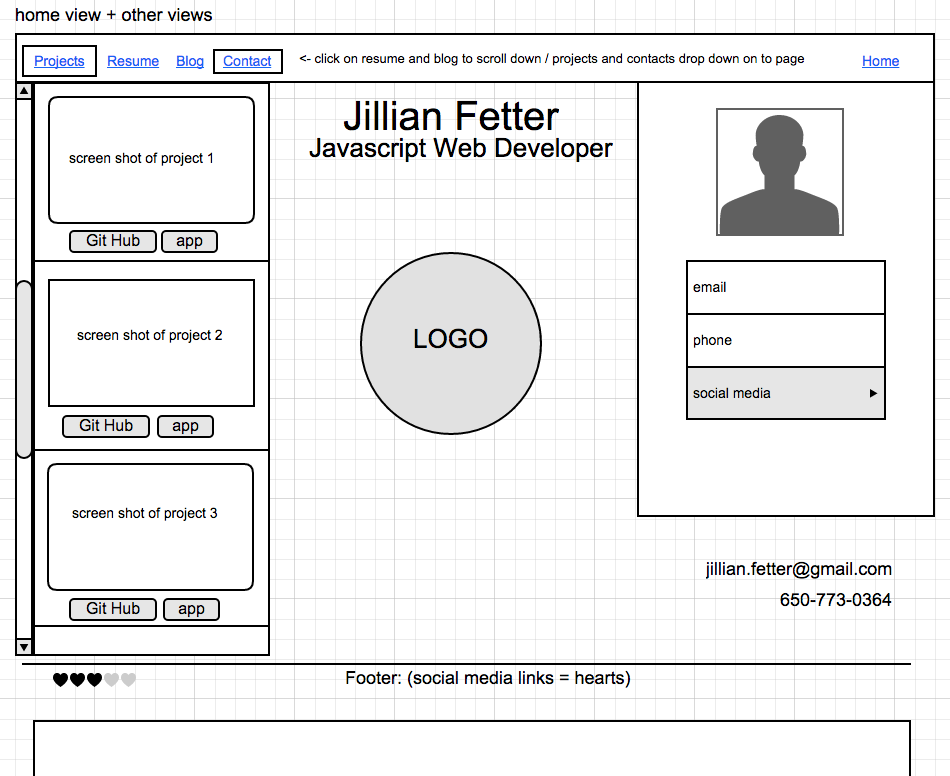 home view + other views
Projects Resume Blog Contact <- click on resume and blog to scroll down / projects and contacts drop down on to page Home
Jillian Fetter
Javascript Web Developer
screen shot of project 1
Git Hub app
screen shot of project 2
Git Hub app
screen shot of project 3
Git Hub app
LOGO
email
phone
social media
jillian.fetter@gmail.com
650-773-0364
Footer: (social media links = hearts)